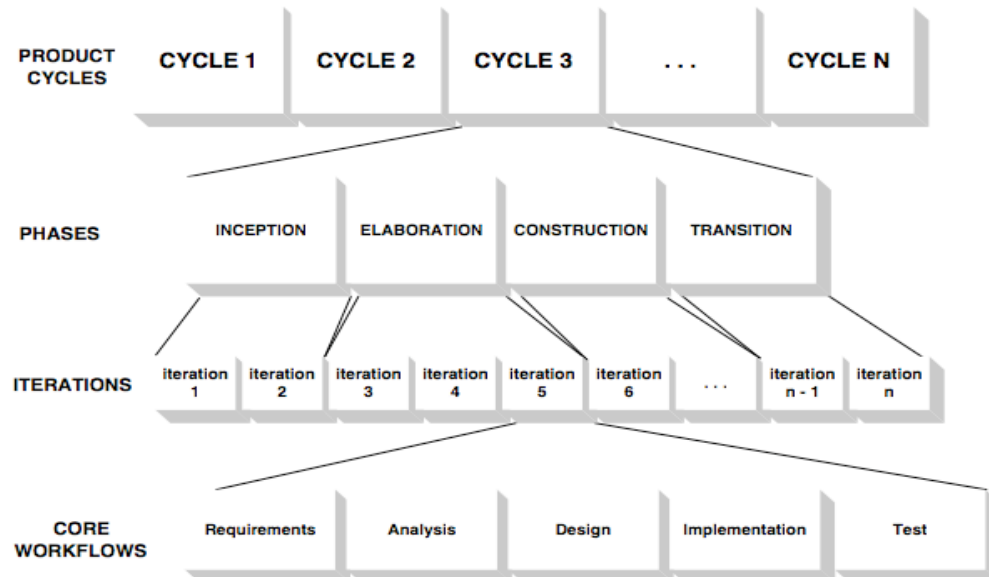 PRODUCT
CYCLES
CYCLE 1
CYCLE 2
CYCLE 3
. . .
CYCLE N
PHASES
INCEPTION
ELABORATION
CONSTRUCTION
TRANSITION
ITERATIONS
iteration
1
iteration
2
iteration
3
iteration
4
iteration
5
iteration
6
. . .
iteration
n - 1
iteration
n
CORE
WORKFLOWS
Requirements
Analysis
Design
Implementation
Test